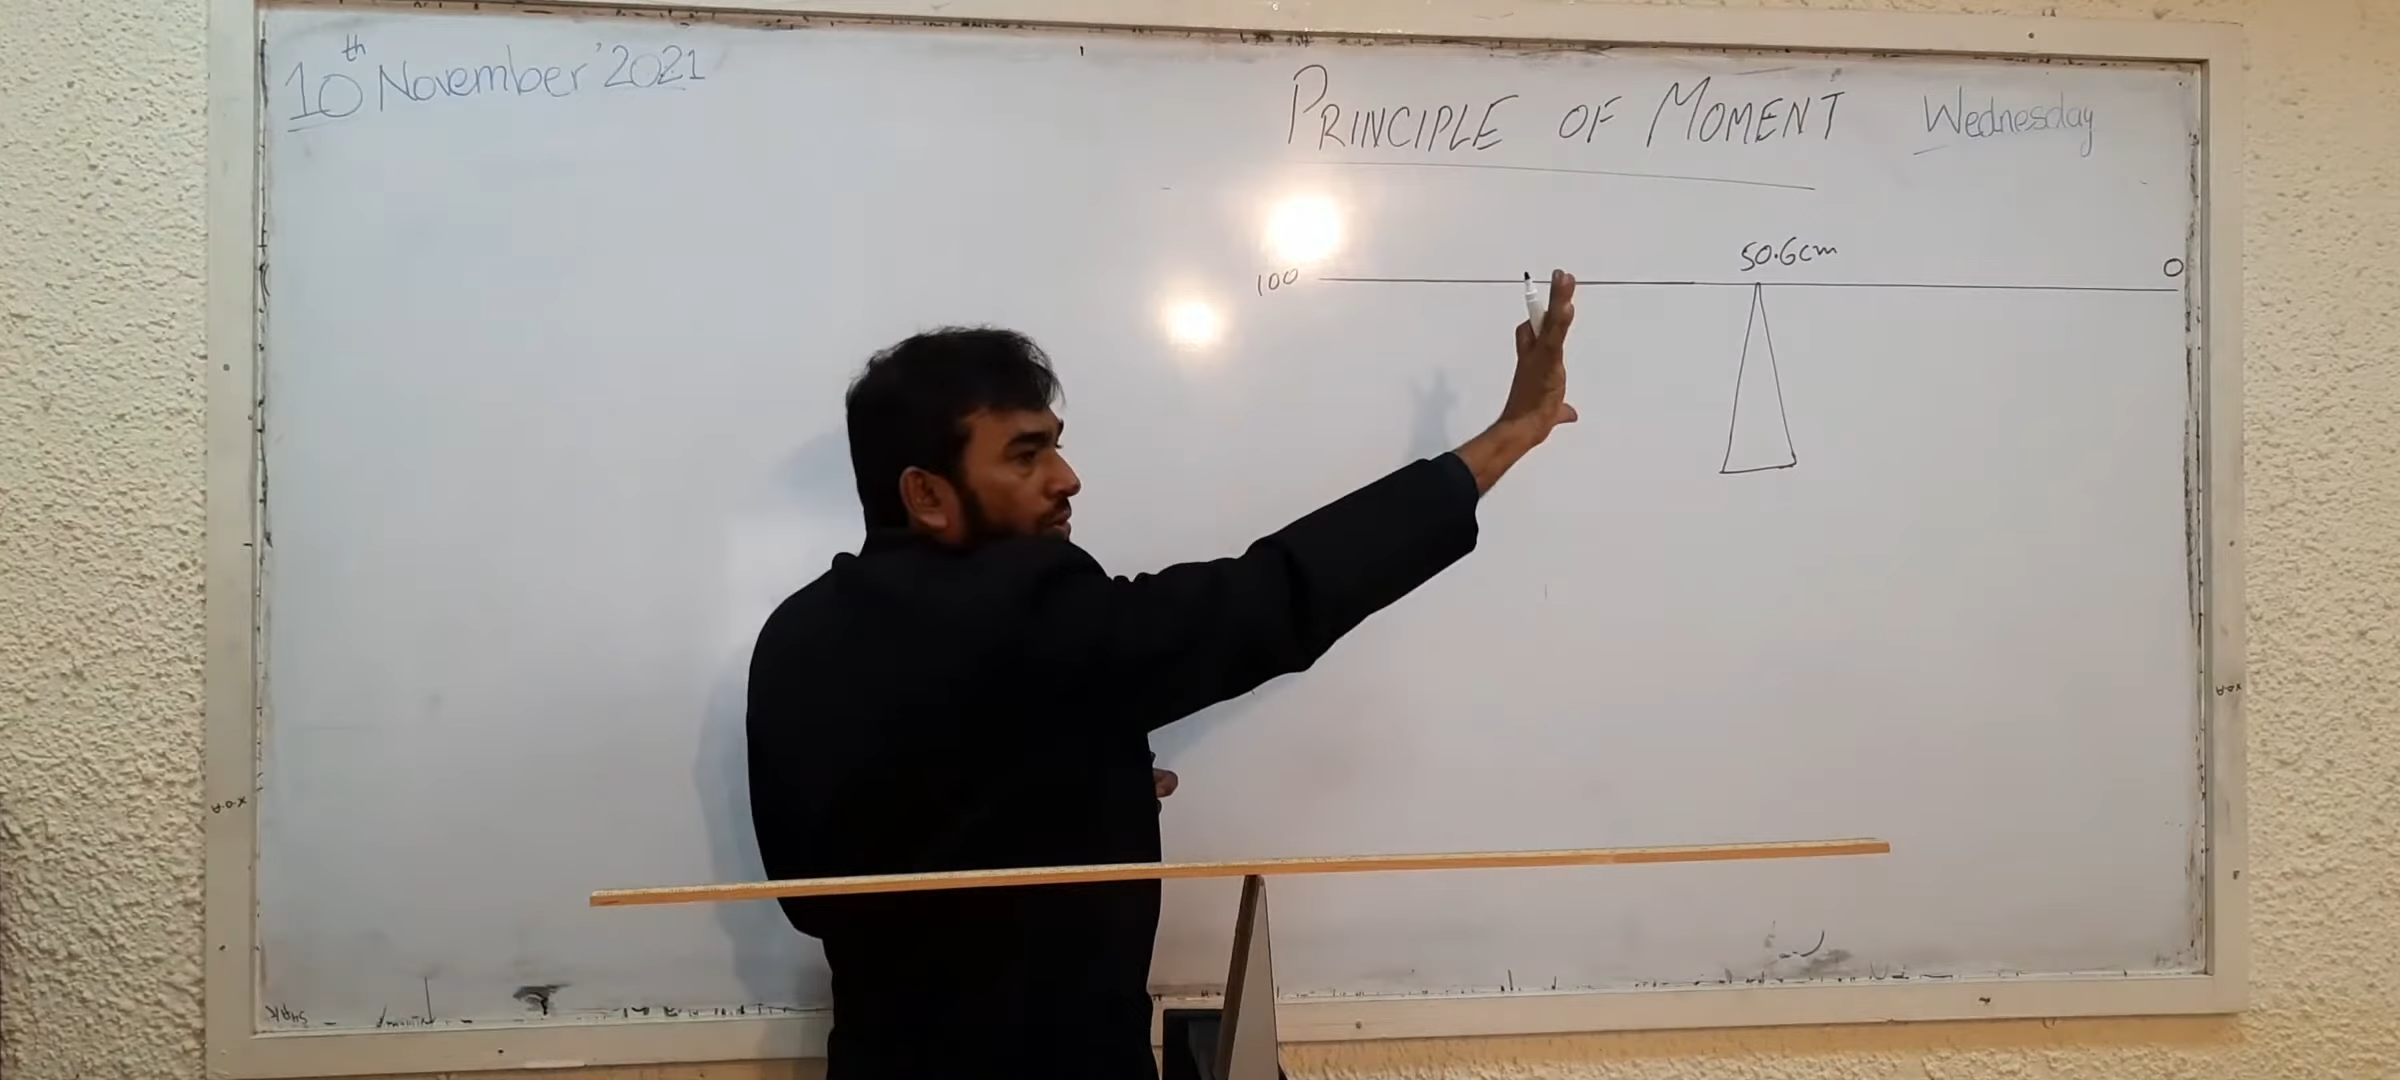 10th November '2021
PRINCIPLE OF MOMENT
Wednesday
50.6cm
100
0